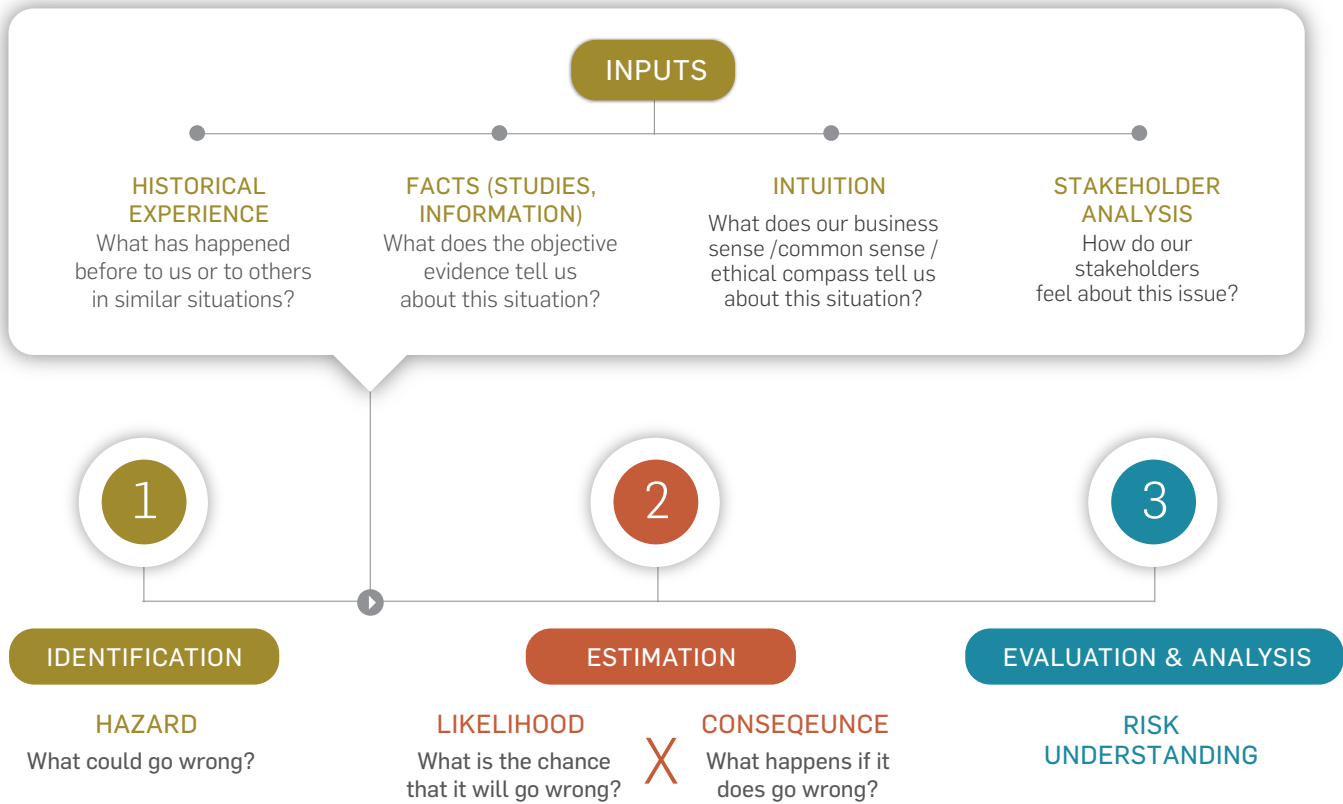 INPUTS
HISTORICAL
EXPERIENCE
What has happened
before to us or to others
in similar situations?
FACTS (STUDIES,
INFORMATION)
What does the objective
evidence tell us
about this situation?
INTUITION
What does our business
sense /common sense /
ethical compass tell us
about this situation?
STAKEHOLDER
ANALYSIS
How do our
stakeholders
feel about this issue?
1
2
3
IDENTIFICATION
HAZARD
What could go wrong?
ESTIMATION
LIKELIHOOD
What is the chance
that it will go wrong?
X
CONSEQEUNCE
What happens if it
does go wrong?
EVALUATION & ANALYSIS
RISK
UNDERSTANDING